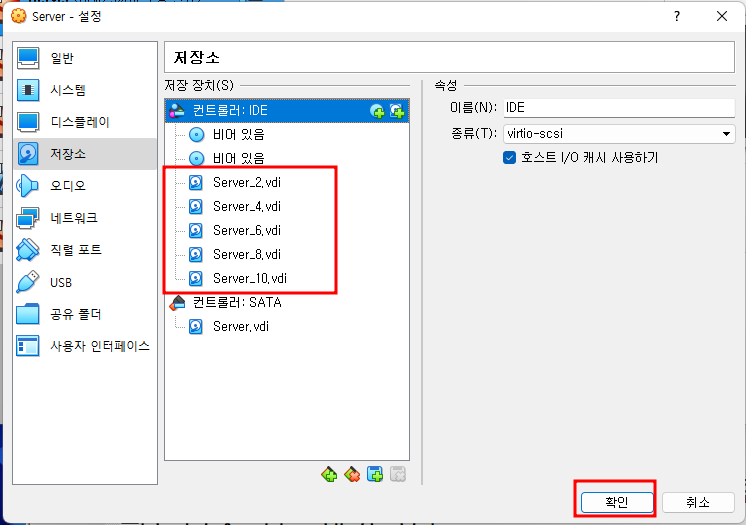 Server - 설정
?
일반
시스템
디스플레이
저장소
오디오
네트워크
직렬 포트
USB
공유 폴더
사용자 인터페이스
저장소
저장 장치(S)
컨트롤러: IDE
비어 있음
비어 있음
Server_2.vdi
Server_4.vdi
Server_6.vdi
Server_8.vdi
Server_10.vdi
컨트롤러: SATA
Server.vdi
속성
이름(N): IDE
종류(T): virtio-scsi
호스트 I/O 캐시 사용하기
확인
취소